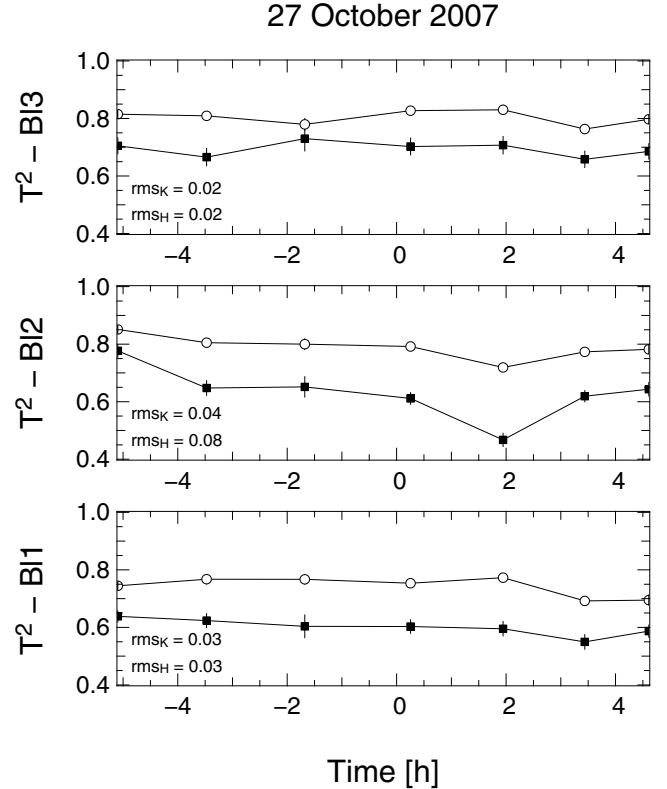 27 October 2007
T² – Bl3
1.0
0.8
0.6
0.4
rmsK = 0.02
rmsH = 0.02
−4 −2 0 2 4
T² – Bl2
1.0
0.8
0.6
0.4
rmsK = 0.04
rmsH = 0.08
−4 −2 0 2 4
T² – Bl1
1.0
0.8
0.6
0.4
rmsK = 0.03
rmsH = 0.03
−4 −2 0 2 4
Time [h]